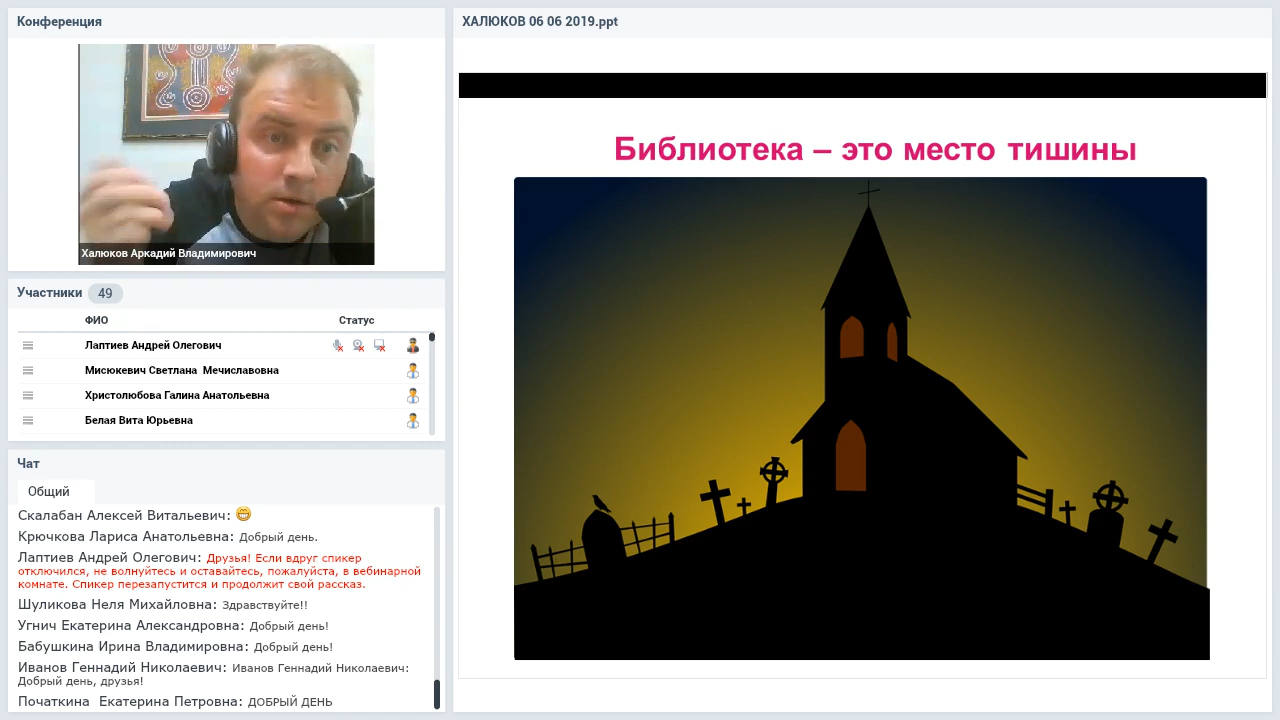 Конференция
Халюков Аркадий Владимирович
Участники 49
ФИО Статус
Лаптиев Андрей Олегович
Мисюкевич Светлана Мечиславовна
Христолюбова Галина Анатольевна
Белая Вита Юрьевна
Чат
Общий
Скалабан Алексей Витальевич:
Крючкова Лариса Анатольевна: Добрый день.
Лаптиев Андрей Олегович: Друзья! Если вдруг спикер
отключился, не волнуйтесь и оставайтесь, пожалуйста, в вебинарной
комнате. Спикер перезапустится и продолжит свой рассказ.
Шуликова Неля Михайловна: Здравствуйте!!
Угнич Екатерина Александровна: Добрый день!
Бабушкина Ирина Владимировна: Добрый день!
Иванов Геннадий Николаевич: Иванов Геннадий Николаевич:
Добрый день, друзья!
Початкина Екатерина Петровна: ДОБРЫЙ ДЕНЬ
ХАЛЮКОВ 06 06 2019.ppt
Библиотека – это место тишины